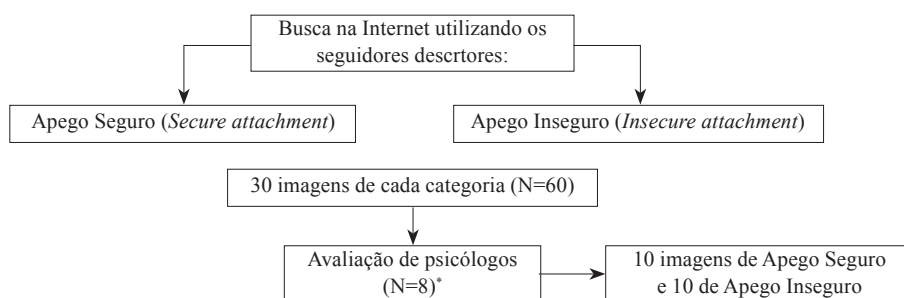 Busca na Internet utilizando os
seguidores descrtores:
Apego Seguro (Secure attachment)
Apego Inseguro (Insecure attachment)
30 imagens de cada categoria (N=60)
Avaliação de psicólogos
(N=8)*
10 imagens de Apego Seguro
e 10 de Apego Inseguro